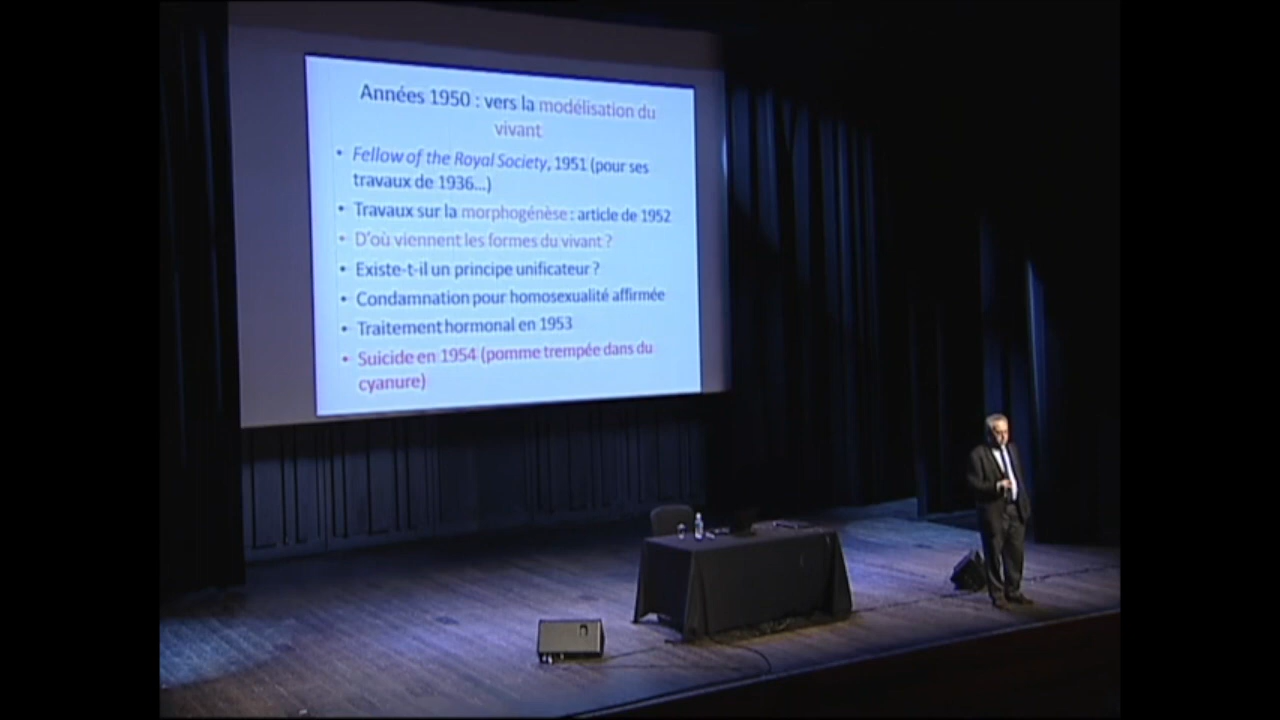 Années 1950 : vers la modélisation du
vivant
• Fellow of the Royal Society, 1951 (pour ses
travaux de 1936...)
• Travaux sur la morphogénèse : article de 1952
• D'où viennent les formes du vivant ?
• Existe-t-il un principe unificateur ?
• Condamnation pour homosexualité affirmée
• Traitement hormonal en 1953
• Suicide en 1954 (pomme trempée dans du
cyanure)